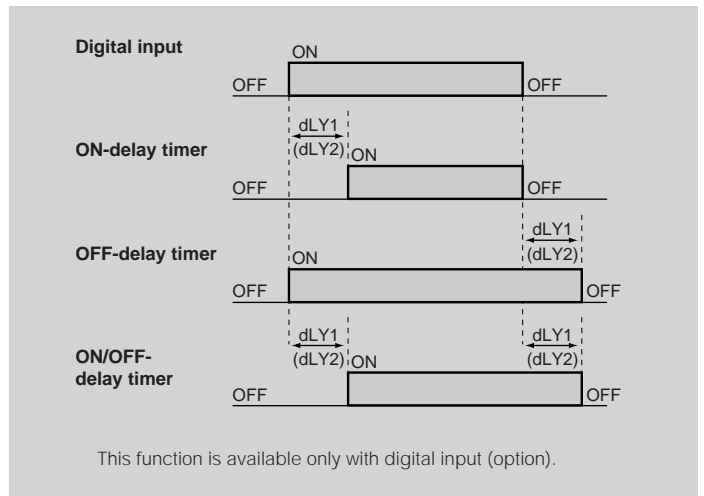 Digital input
ON
OFF
OFF
dLY1
ON-delay timer
(dLY2)
ON
OFF
OFF
dLY1
OFF-delay timer
ON
(dLY2)
OFF
OFF
dLY1
dLY1
ON/OFF-
(dLY2)
ON
(dLY2)
delay timer
OFF
OFF
This function is available only with digital input (option).